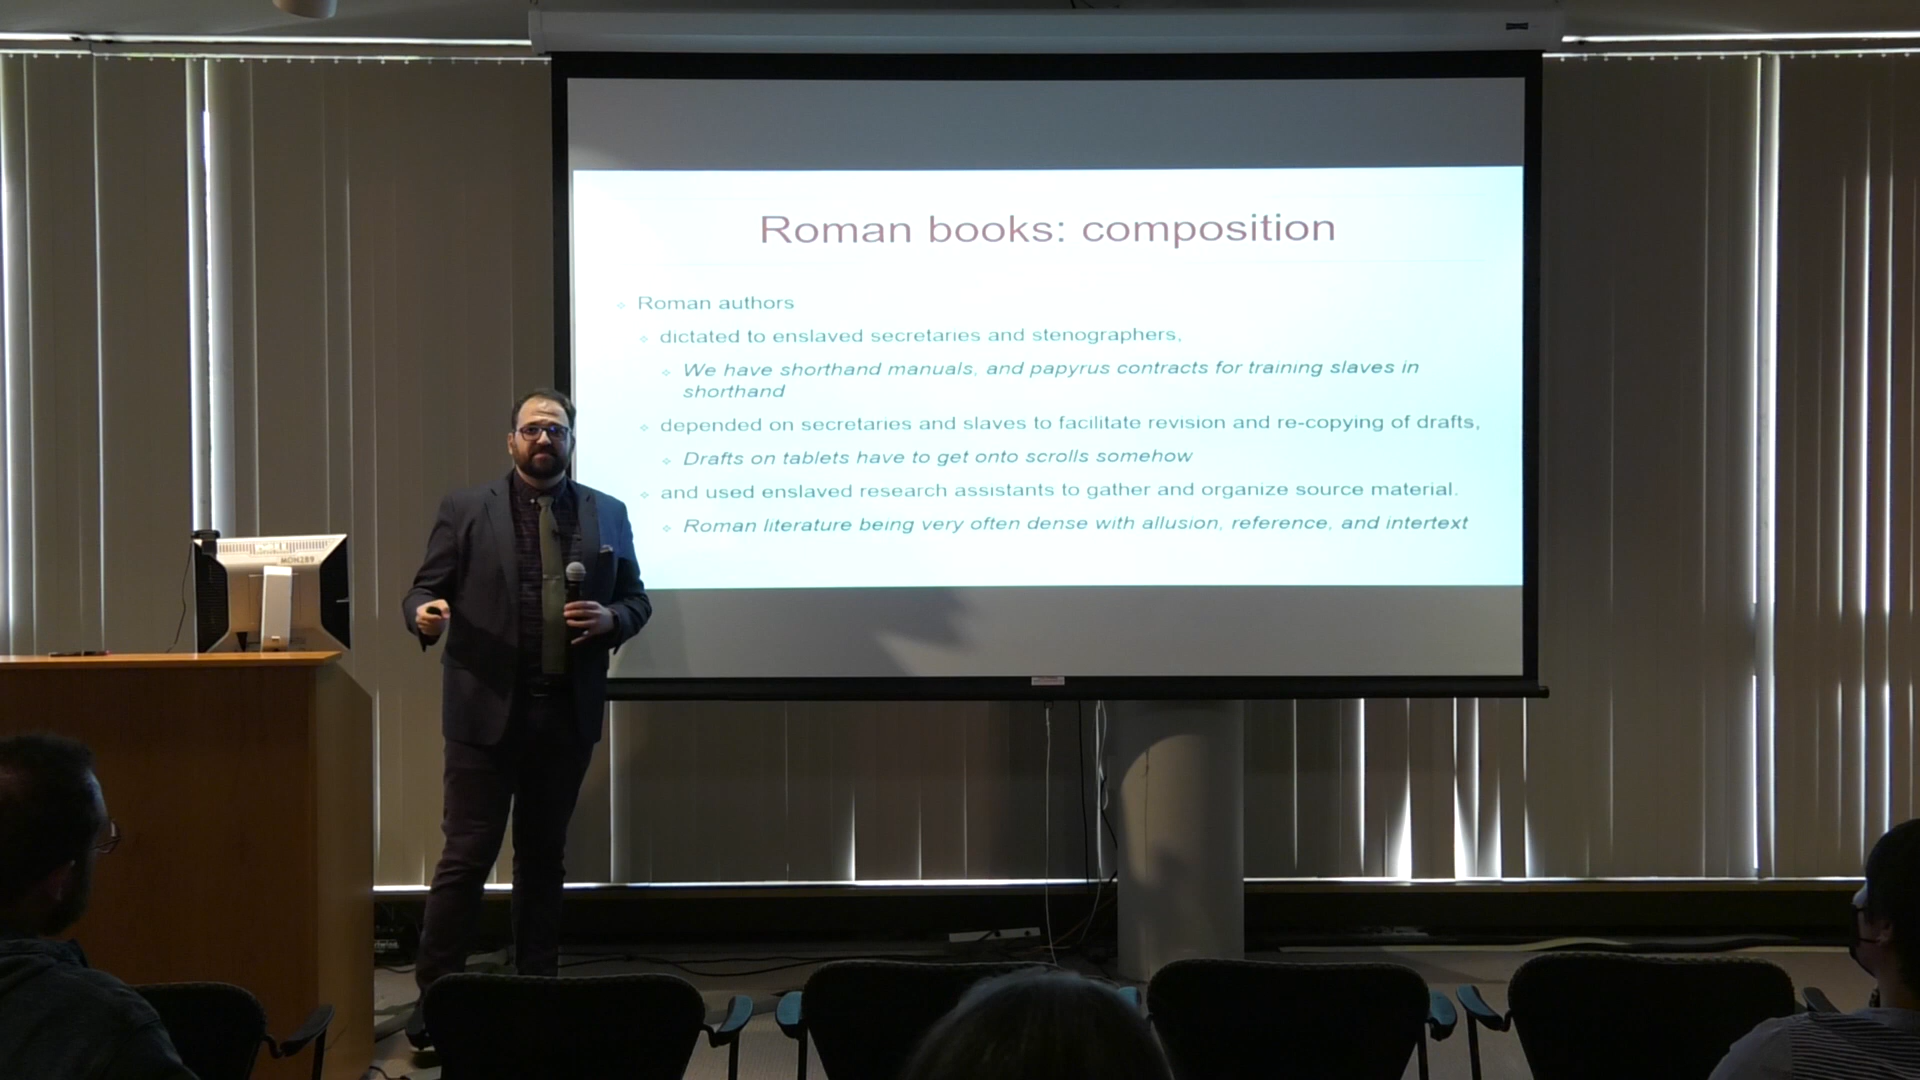 Roman books: composition
Roman authors
dictated to enslaved secretaries and stenographers,
We have shorthand manuals, and papyrus contracts for training slaves in
shorthand
depended on secretaries and slaves to facilitate revision and re-copying of drafts,
Drafts on tablets have to get onto scrolls somehow
and used enslaved research assistants to gather and organize source material.
Roman literature being very often dense with allusion, reference, and intertext